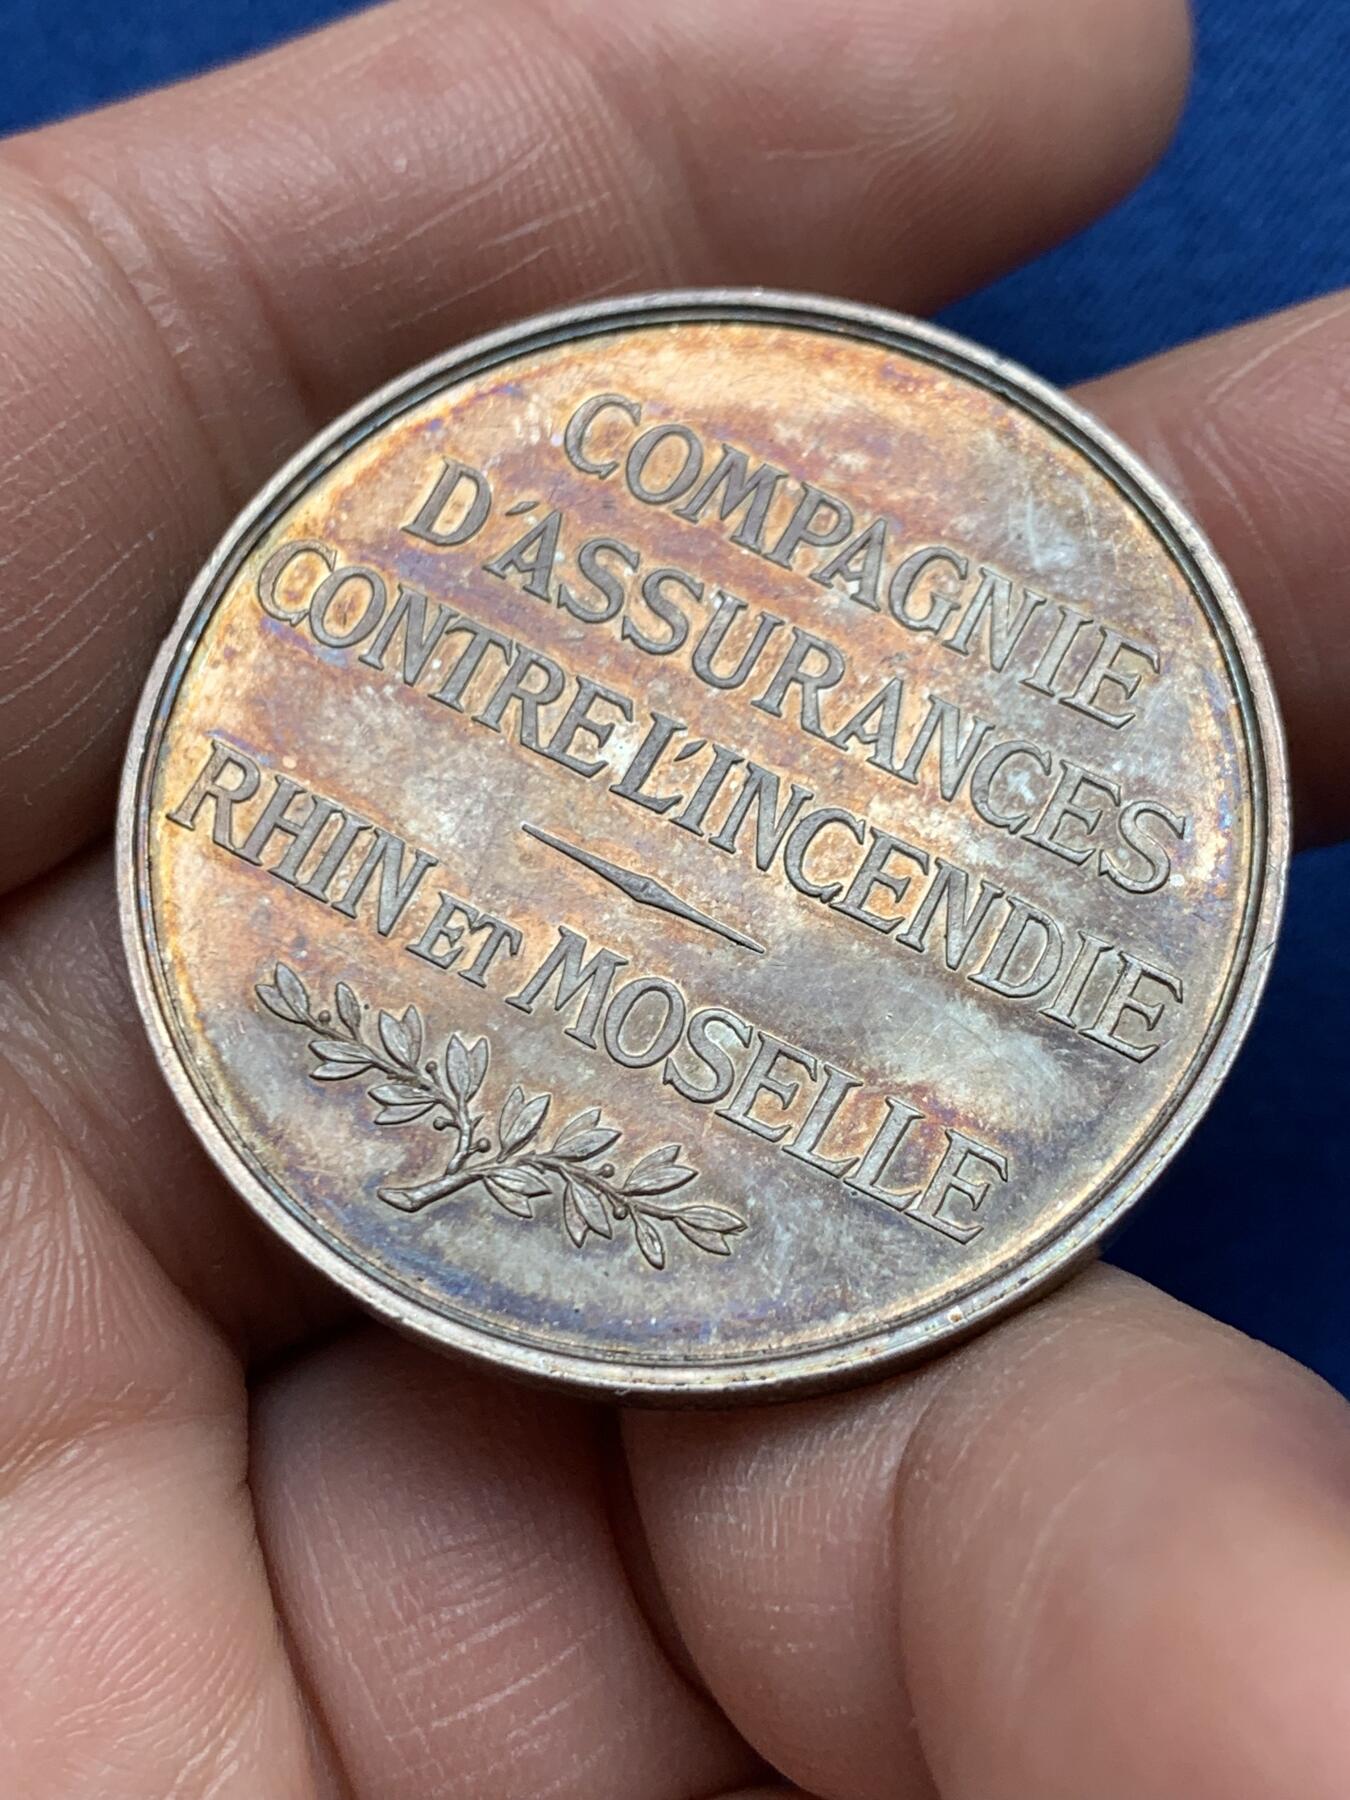 COMPAGNIE
D'ASSURANCES
CONTRE L'INCENDIE
RHIN ET MOSELLE